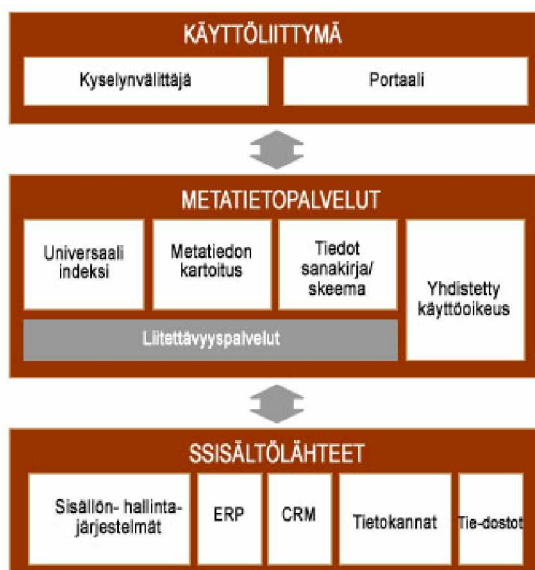 KÄYTTÖLIITTYMÄ
Kyselynvälittäjä
Portaali
METATIETOPALVELUT
Universaali
indeksi
Metatiedon
kartoitus
Tiedot
sanakirja/
skeema
Yhdistetty
käyttöoikeus
Liitettävyyspalvelut
SSISÄLTÖLÄHTEET
Sisällön- hallinta-
järjestelmät
ERP
CRM
Tietokannat
Tie-dostot